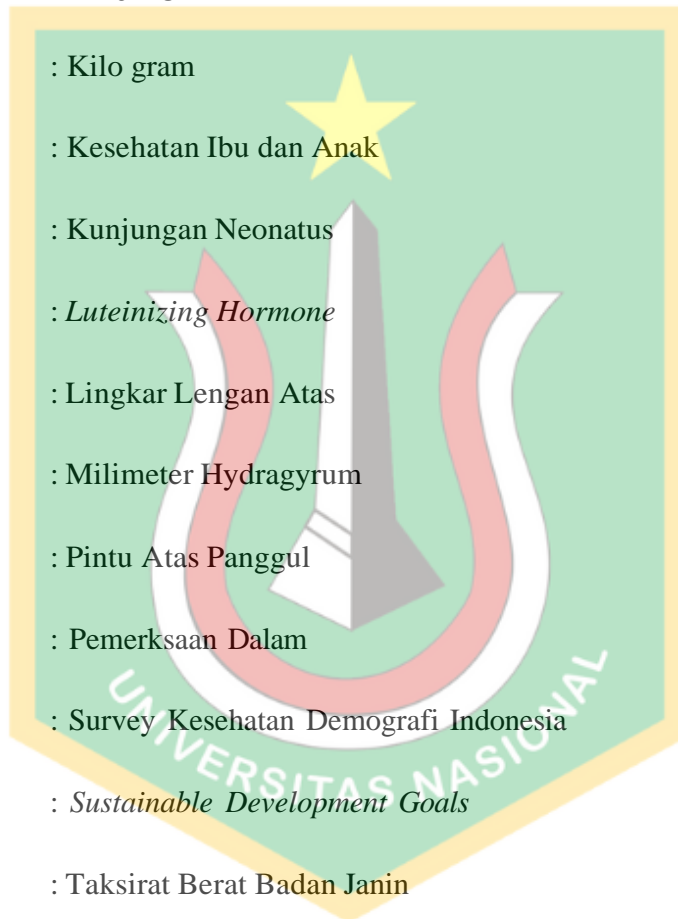 : Kilo gram
: Kesehatan Ibu dan Anak
: Kunjungan Neonatus
: Luteinizing Hormone
: Lingkar Lengan Atas
: Milimeter Hydragyrum
: Pintu Atas Panggul
: Pemerksaan Dalam
: Survey Kesehatan Demografi Indonesia
: Sustainable Development Goals
: Taksirat Berat Badan Janin
UNIVERSITAS NASIONAL